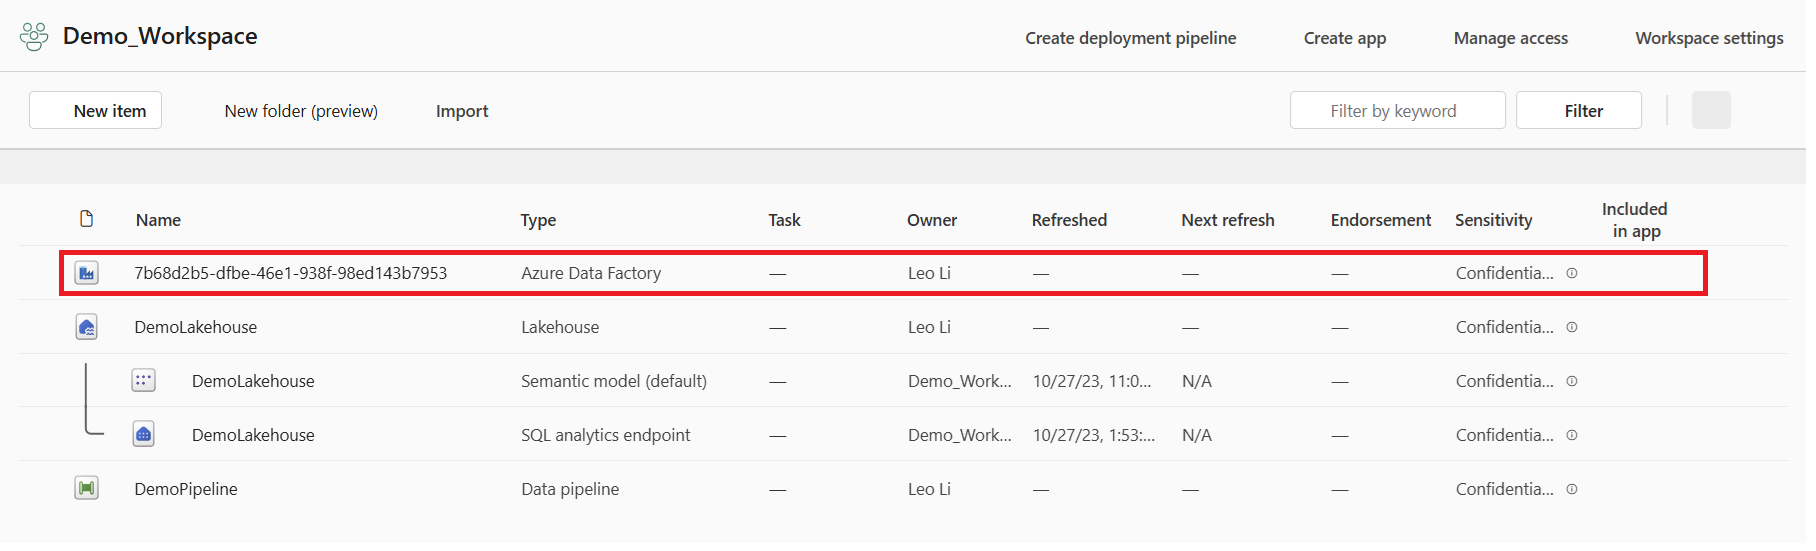 Demo_Workspace
Create deployment pipeline Create app Manage access Workspace settings
New item New folder (preview) Import Filter by keyword Filter
Name Type Task Owner Refreshed Next refresh Endorsement Sensitivity Included in app
7b68d2b5-dfbe-46e1-938f-98ed143b7953 Azure Data Factory — Leo Li — — — Confidentia...
DemoLakehouse Lakehouse — Leo Li — — — Confidentia...
DemoLakehouse Semantic model (default) — Demo_Work... 10/27/23, 11:0... N/A — Confidentia...
DemoLakehouse SQL analytics endpoint — Demo_Work... 10/27/23, 1:53:... N/A — Confidentia...
DemoPipeline Data pipeline — Leo Li — — — Confidentia...